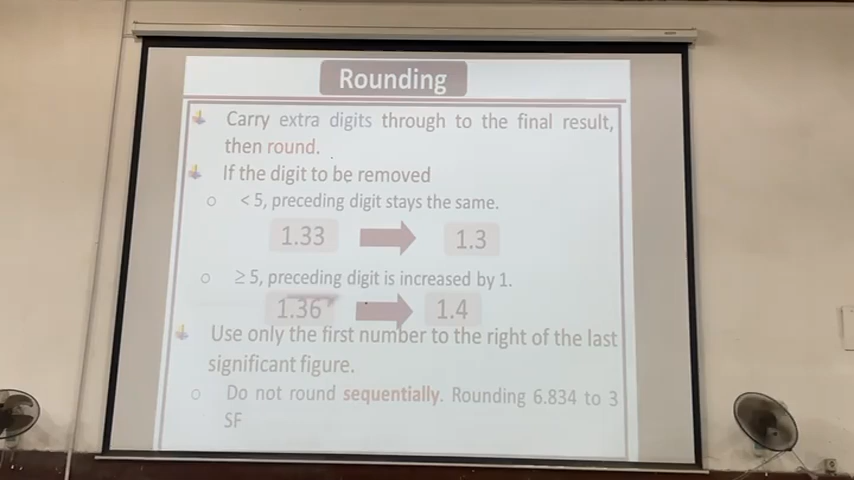 Rounding
Carry extra digits through to the final result,
then round.
If the digit to be removed
< 5, preceding digit stays the same.
1.33 1.3
≥ 5, preceding digit is increased by 1.
1.36 1.4
Use only the first number to the right of the last
significant figure.
Do not round sequentially. Rounding 6.834 to 3
SF